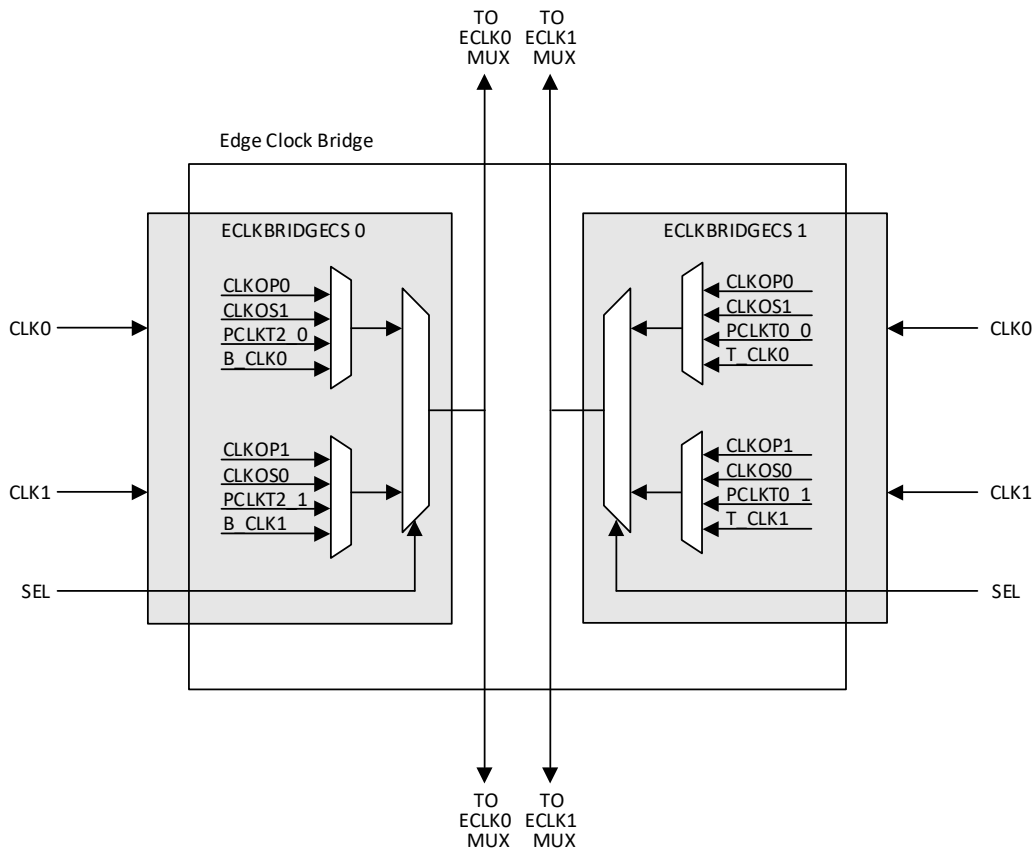 TO
ECLK0
MUX
TO
ECLK1
MUX
Edge Clock Bridge
ECLKBRIDGECS 0
ECLKBRIDGECS 1
CLKOP0
CLKOS1
PCLKT2_0
B_CLK0
CLKOP0
CLKOS1
PCLKT0_0
T_CLK0
CLK0
CLK0
CLKOP1
CLKOS0
PCLKT2_1
B_CLK1
CLKOP1
CLKOS0
PCLKT0_1
T_CLK1
CLK1
CLK1
SEL
SEL
TO
ECLK0
MUX
TO
ECLK1
MUX